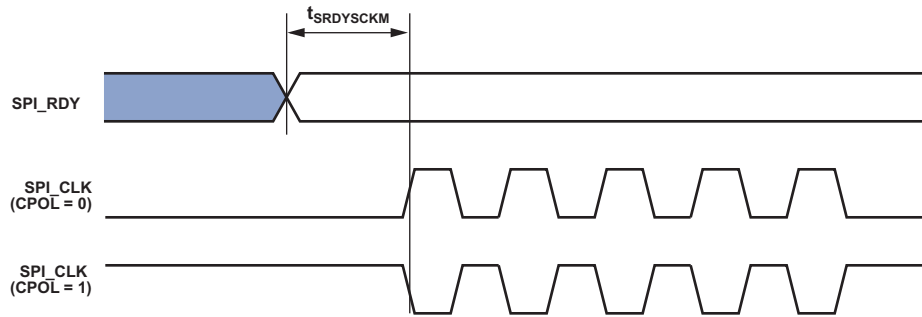 tSRDYSCKM
SPI_RDY
SPI_CLK
(CPOL = 0)
SPI_CLK
(CPOL = 1)